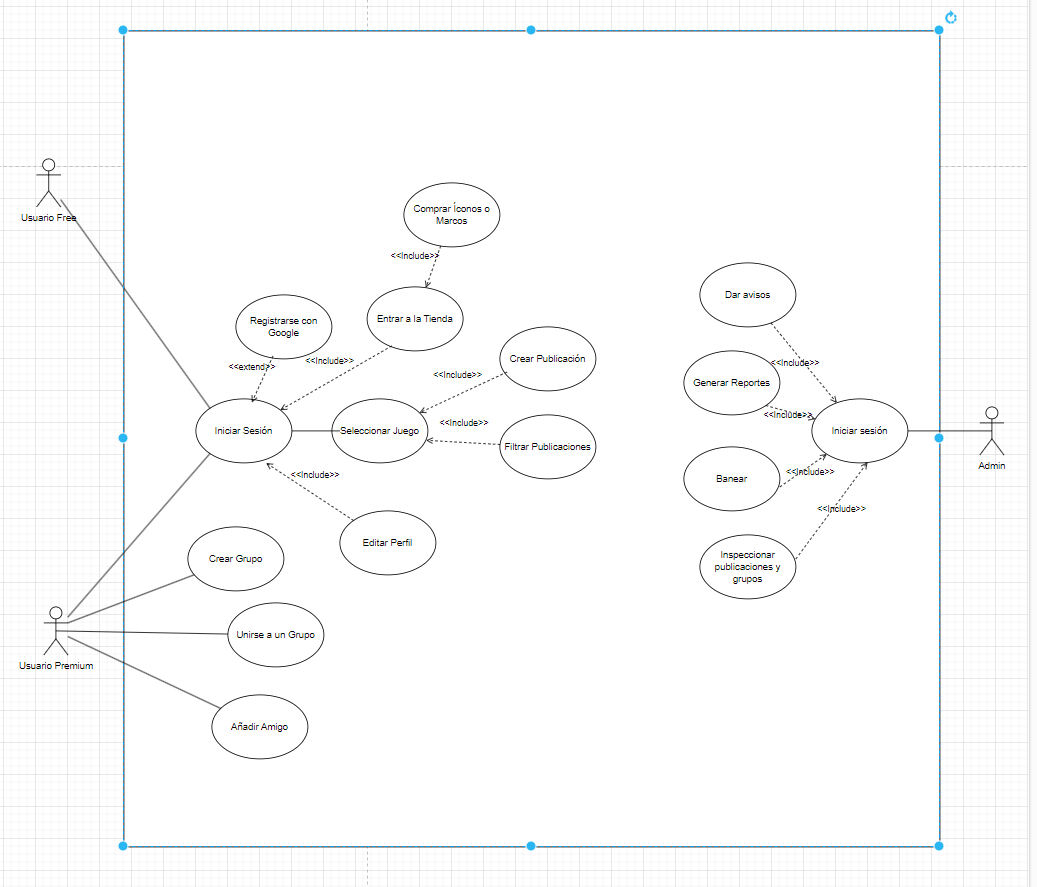 Usuario Free
Comprar Íconos o
Marcos
<<Include>>
Entrar a la Tienda
Registrarse con
Google
<<Include>>
<<extend>>
Crear Publicación
<<Include>>
Iniciar Sesión
Seleccionar Juego
<<Include>>
Filtrar Publicaciones
<<Include>>
Editar Perfil
Crear Grupo
Unirse a un Grupo
Usuario Premium
Añadir Amigo
Dar avisos
<<Include>>
Generar Reportes
<<Include>>
Iniciar sesión
Admin
<<Include>>
Banear
<<Include>>
Inspeccionar
publicaciones y
grupos